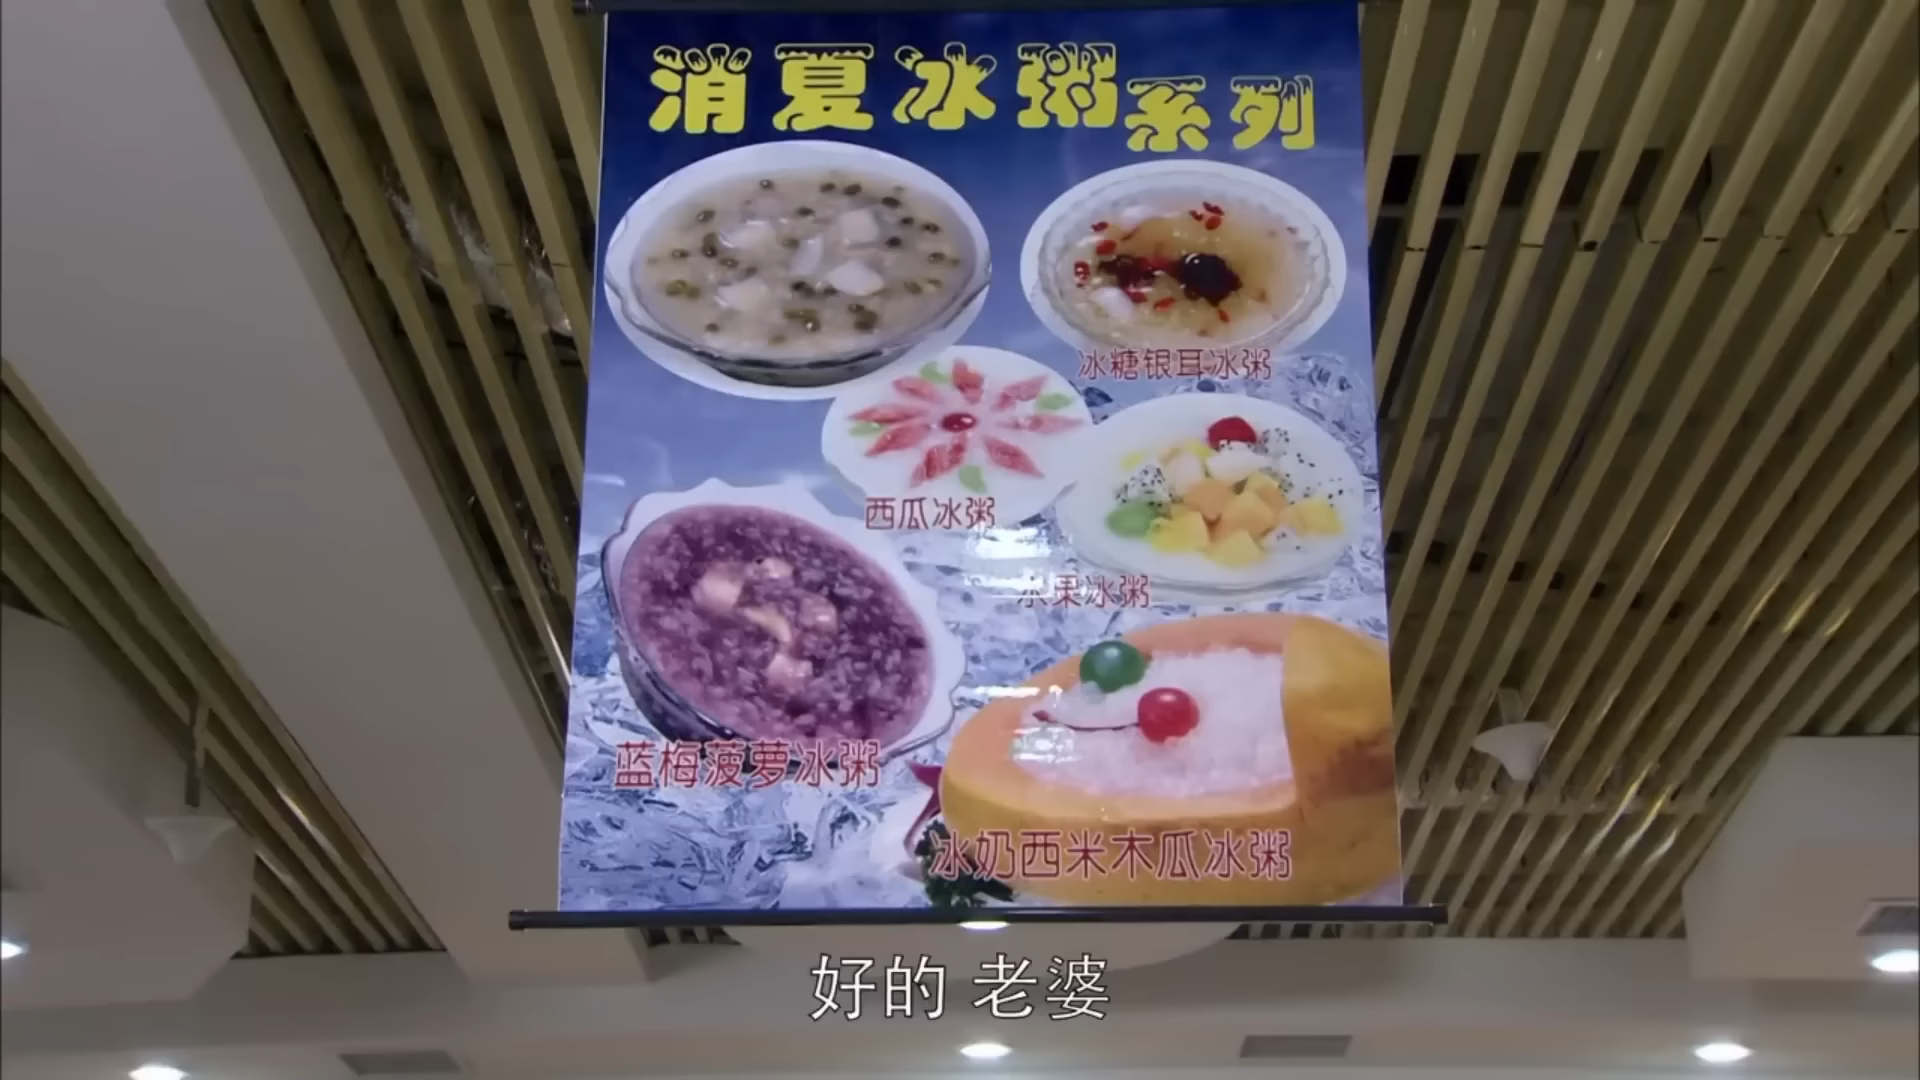 消夏冰粥系列
冰糖银耳冰粥
西瓜冰粥
水果冰粥
蓝梅菠萝冰粥
冰奶西米木瓜冰粥
好的 老婆